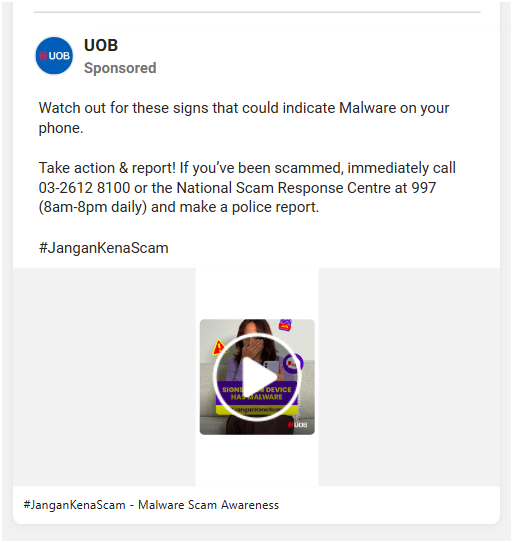 UOB
UOB
Sponsored
Watch out for these signs that could indicate Malware on your
phone.
Take action & report! If you’ve been scammed, immediately call
03-2612 8100 or the National Scam Response Centre at 997
(8am-8pm daily) and make a police report.
#JanganKenaScam
SIGNS DEVICE
HAS MALWARE
#JanganKenaScam
UOB
#JanganKenaScam - Malware Scam Awareness